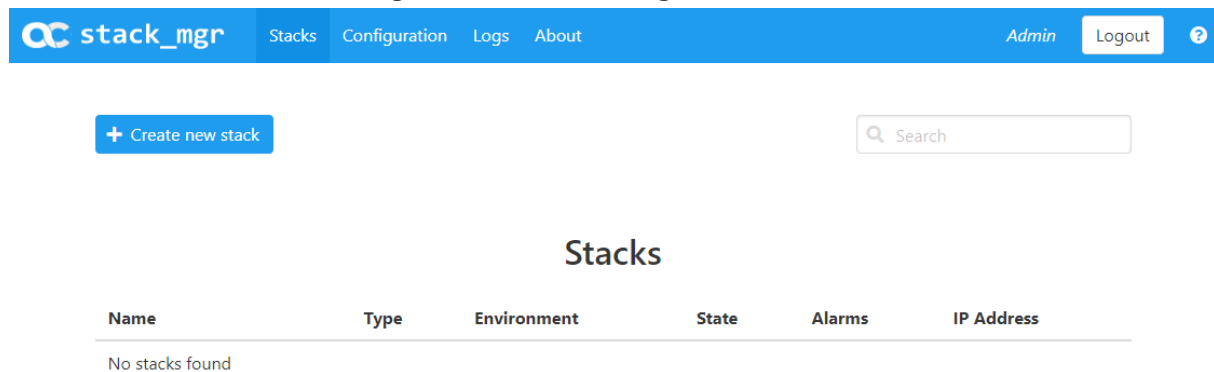 stack_mgr Stacks Configuration Logs About Admin Logout ?
+ Create new stack Search
Stacks
Name Type Environment State Alarms IP Address
No stacks found